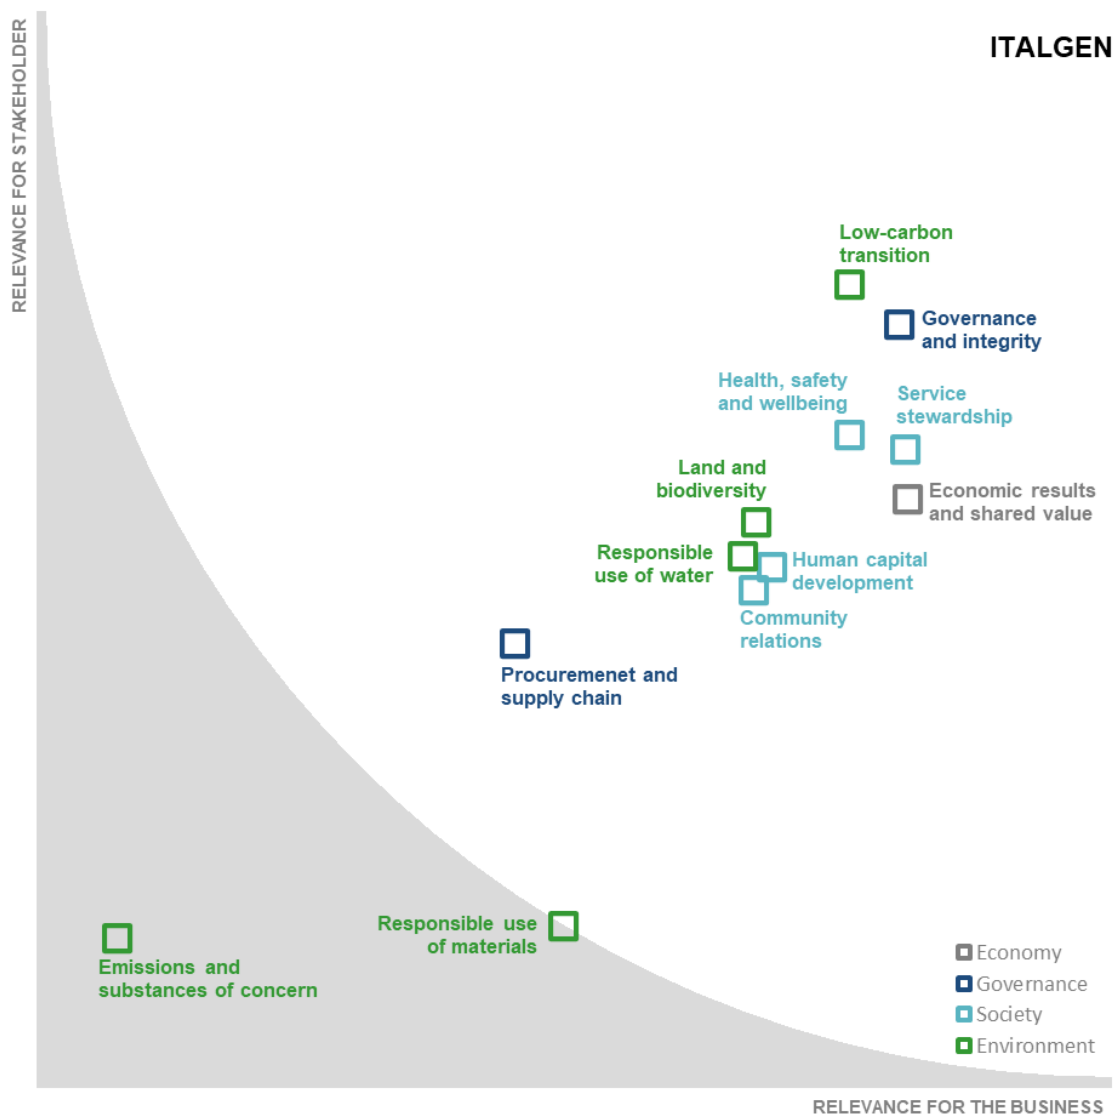 RELEVANCE FOR STAKEHOLDER
ITALGEN
Low-carbon
transition
Governance
and integrity
Health, safety
and wellbeing
Service
stewardship
Land and
biodiversity
Economic results
and shared value
Responsible
use of water
Human capital
development
Community
relations
Procuremenet and
supply chain
Responsible use
of materials
Emissions and
substances of concern
Economy
Governance
Society
Environment
RELEVANCE FOR THE BUSINESS